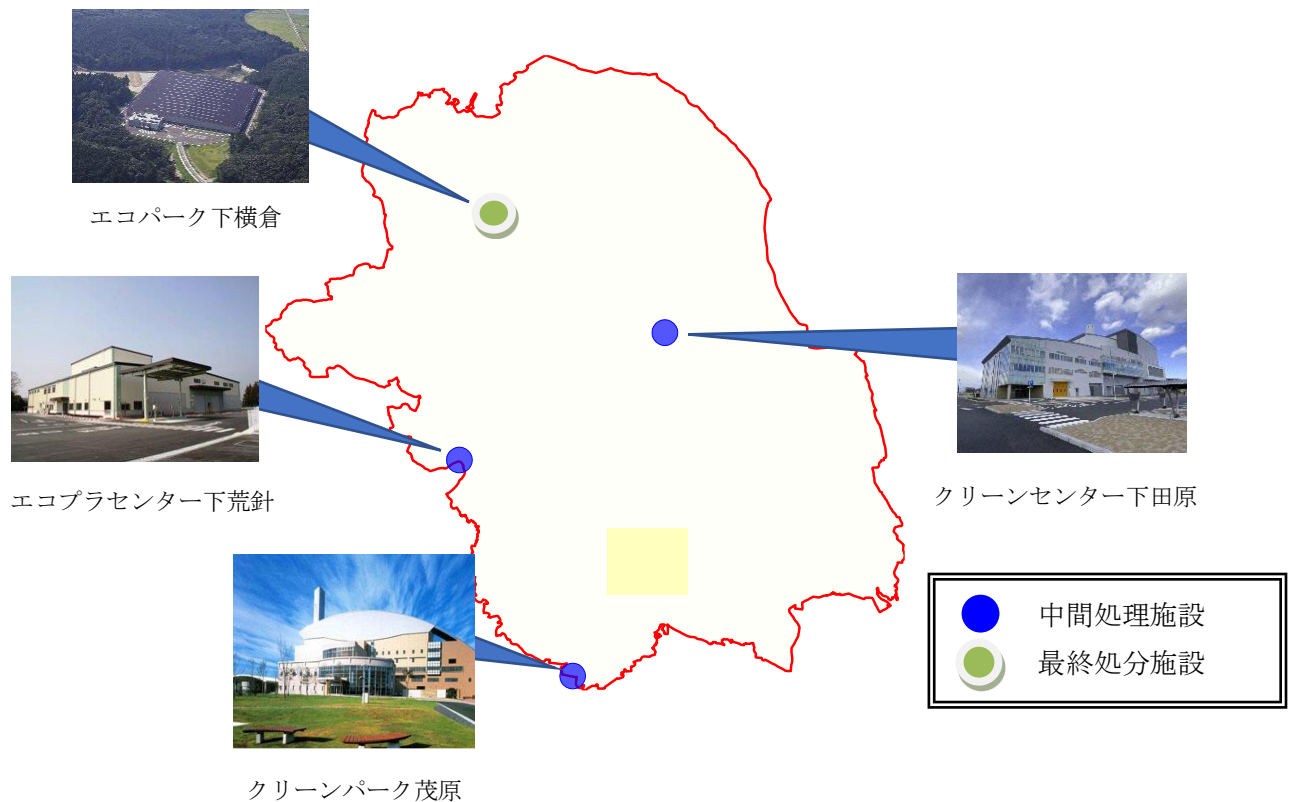 エコパーク下横倉
エコプラセンター下荒針
クリーンセンター下田原
中間処理施設
最終処分施設
クリーンパーク茂原